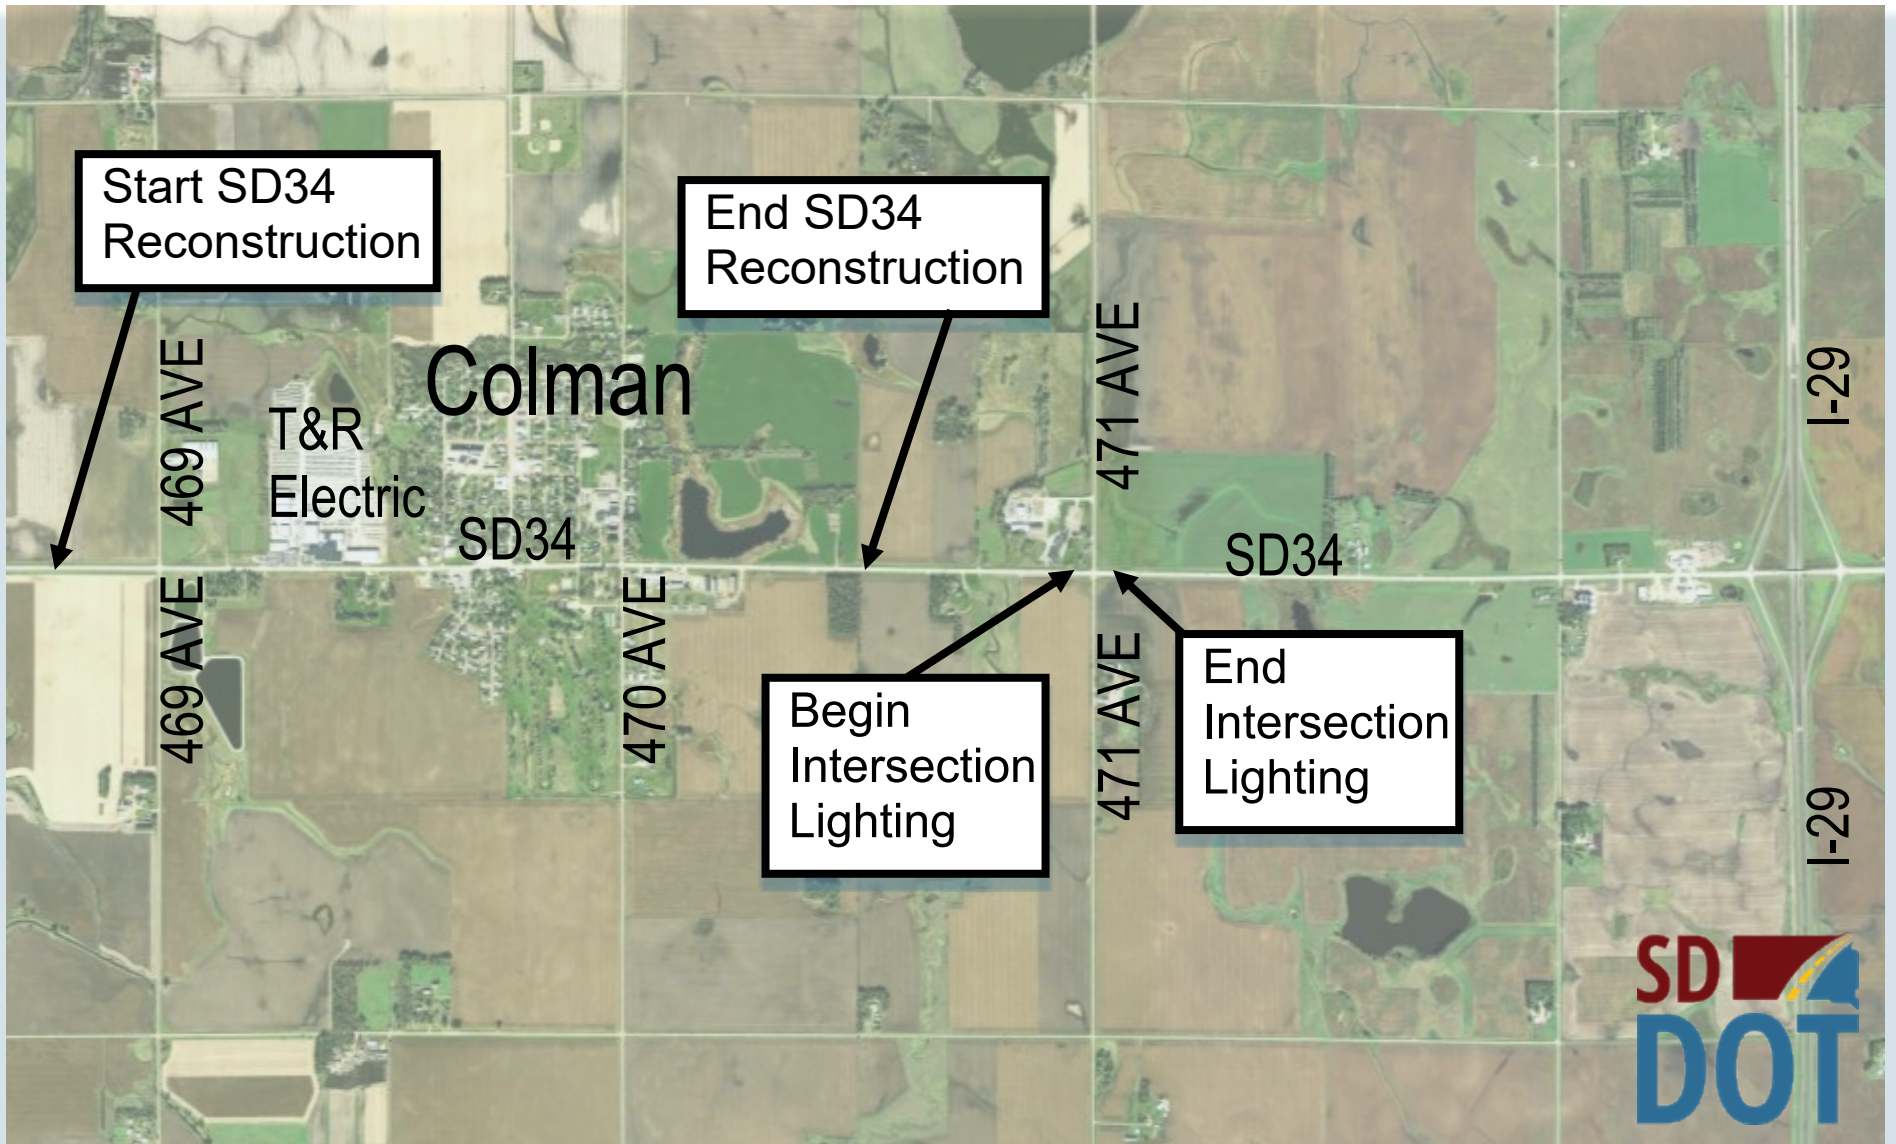 Start SD34
Reconstruction
End SD34
Reconstruction
Colman
469 AVE
T&R
Electric
SD34
471 AVE
I-29
SD34
469 AVE
470 AVE
471 AVE
Begin
Intersection
Lighting
End
Intersection
Lighting
I-29
SD
DOT